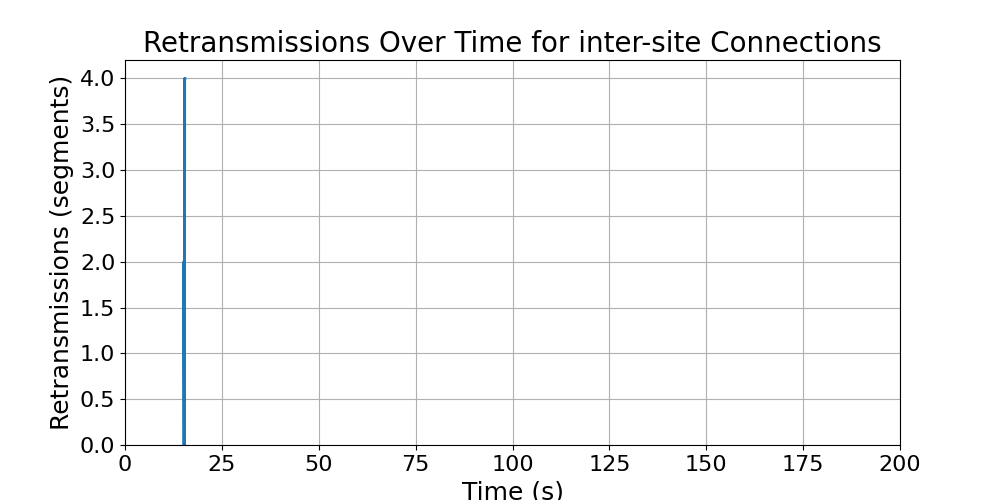 Retransmissions Over Time for inter-site Connections
Retransmissions (segments)
4.0
3.5
3.0
2.5
2.0
1.5
1.0
0.5
0.0
0 25 50 75 100 125 150 175 200
Time (s)